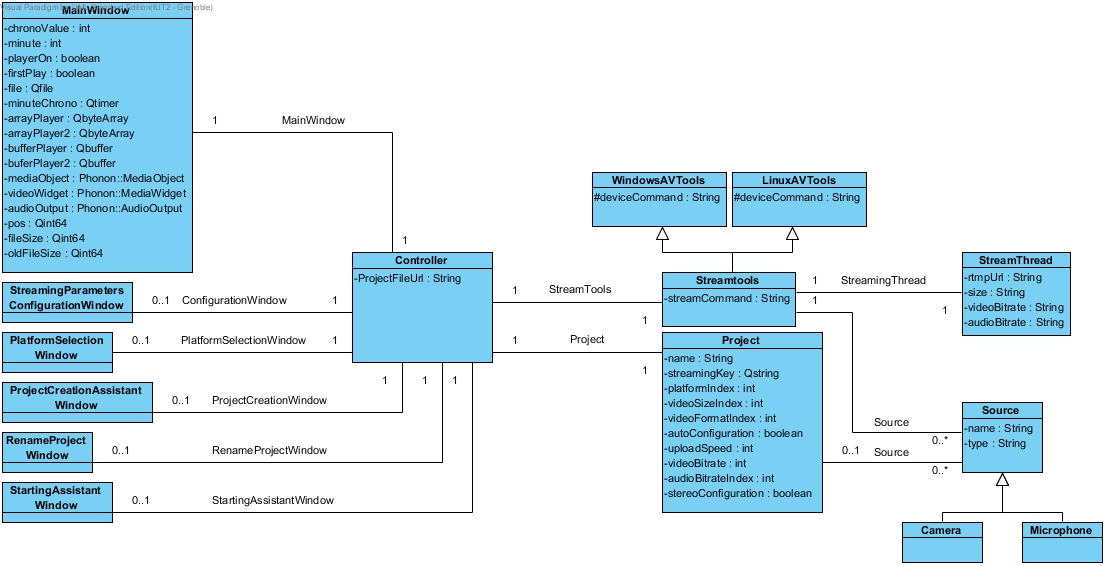 Visual Paradigm for UML Standard Edition(IUT2 - Grenoble)
MainWindow
-chronoValue : int
-minute : int
-playerOn : boolean
-firstPlay : boolean
-file : Qfile
-minuteChrono : Qtimer
-arrayPlayer : QbyteArray
-arrayPlayer2 : QbyteArray
-bufferPlayer : Qbuffer
-buferPlayer2 : Qbuffer
-mediaObject : Phonon::MediaObject
-videoWidget : Phonon::MediaWidget
-audioOutput : Phonon::AudioOutput
-pos : Qint64
-fileSize : Qint64
-oldFileSize : Qint64
1 MainWindow
1
Controller
-ProjectFileUrl : String
StreamingParameters
ConfigurationWindow
0..1 ConfigurationWindow 1
PlatformSelection
Window
0..1 PlatformSelectionWindow 1
ProjectCreationAssistant
Window
0..1 ProjectCreationWindow 1
RenameProject
Window
0..1 RenameProjectWindow 1
StartingAssistant
Window
0..1 StartingAssistantWindow 1
1 StreamTools 1
1 Project 1
WindowsAVTools
#deviceCommand : String
LinuxAVTools
#deviceCommand : String
Streamtools
-streamCommand : String
1 StreamingThread 1
StreamThread
-rtmpUrl : String
-size : String
-videoBitrate : String
-audioBitrate : String
Project
-name : String
-streamingKey : Qstring
-platformIndex : int
-videoSizeIndex : int
-videoFormatIndex : int
-autoConfiguration : boolean
-uploadSpeed : int
-videoBitrate : int
-audioBitrateIndex : int
-stereoConfiguration : boolean
1 Source 0..*
0..1 Source 0..*
Source
-name : String
-type : String
Camera
Microphone